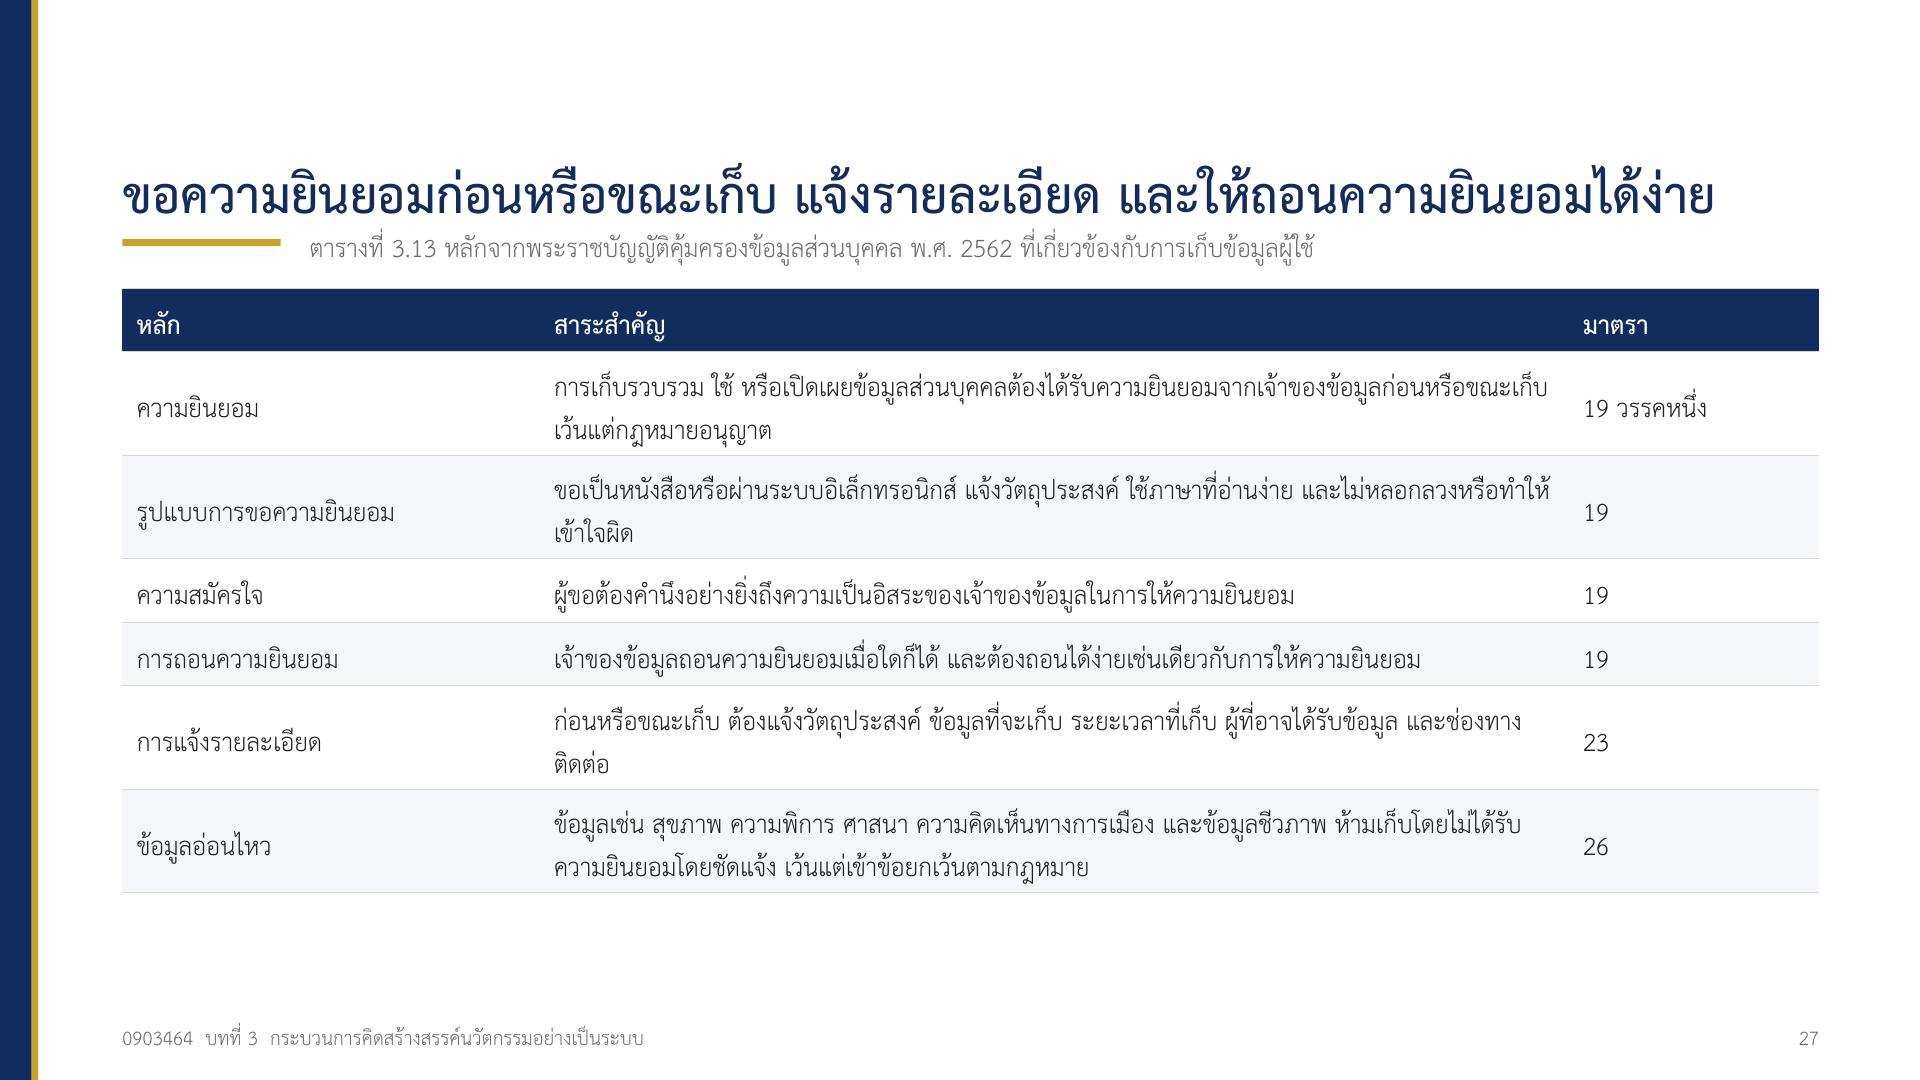 ขอความยินยอมก่อนหรือขณะเก็บ แจ้งรายละเอียด และให้ถอนความยินยอมได้ง่าย
ตารางที่ 3.13 หลักจากพระราชบัญญัติคุ้มครองข้อมูลส่วนบุคคล พ.ศ. 2562 ที่เกี่ยวข้องกับการเก็บข้อมูลผู้ใช้
หลัก สาระสำคัญ มาตรา
ความยินยอม
การเก็บรวบรวม ใช้ หรือเปิดเผยข้อมูลส่วนบุคคลต้องได้รับความยินยอมจากเจ้าของข้อมูลก่อนหรือขณะเก็บ
เว้นแต่กฎหมายอนุญาต
19 วรรคหนึ่ง
รูปแบบการขอความยินยอม
ขอเป็นหนังสือหรือผ่านระบบอิเล็กทรอนิกส์ แจ้งวัตถุประสงค์ ใช้ภาษาที่อ่านง่าย และไม่หลอกลวงหรือทำให้
เข้าใจผิด
19
ความสมัครใจ ผู้ขอต้องคำนึงอย่างยิ่งถึงความเป็นอิสระของเจ้าของข้อมูลในการให้ความยินยอม 19
การถอนความยินยอม เจ้าของข้อมูลถอนความยินยอมเมื่อใดก็ได้ และต้องถอนได้ง่ายเช่นเดียวกับการให้ความยินยอม 19
การแจ้งรายละเอียด
ก่อนหรือขณะเก็บ ต้องแจ้งวัตถุประสงค์ ข้อมูลที่จะเก็บ ระยะเวลาที่เก็บ ผู้ที่อาจได้รับข้อมูล และช่องทาง
ติดต่อ
23
ข้อมูลอ่อนไหว
ข้อมูลเช่น สุขภาพ ความพิการ ศาสนา ความคิดเห็นทางการเมือง และข้อมูลชีวภาพ ห้ามเก็บโดยไม่ได้รับ
ความยินยอมโดยชัดแจ้ง เว้นแต่เข้าข้อยกเว้นตามกฎหมาย
26
0903464 บทที่ 3 กระบวนการคิดสร้างสรรค์นวัตกรรมอย่างเป็นระบบ 27